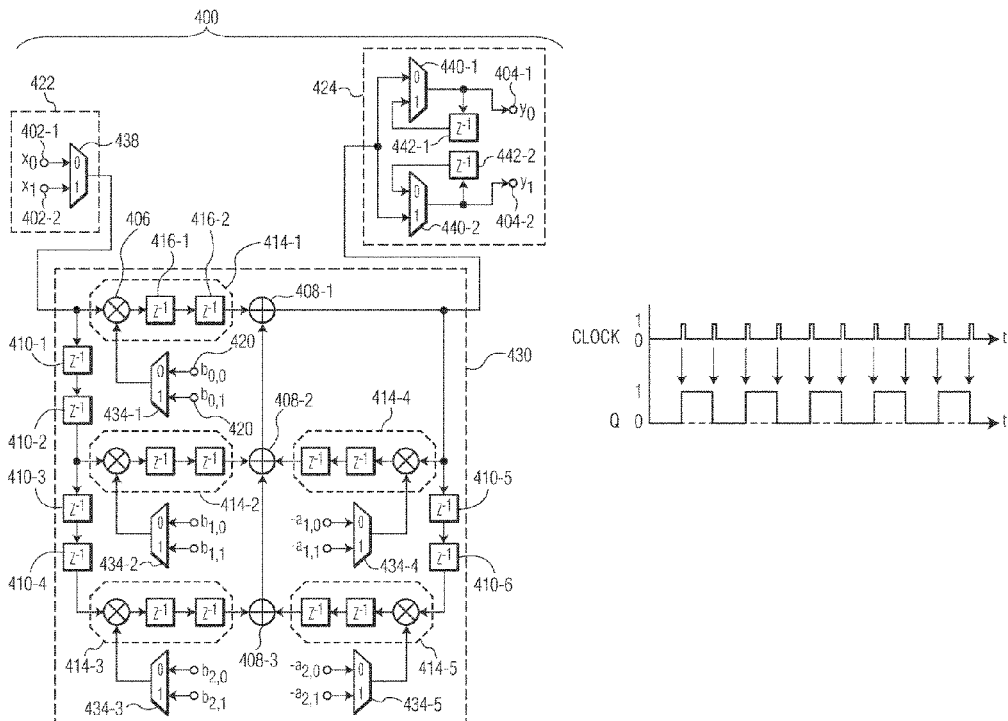 400
422
402-1
438
x0
0
x1
1
402-2
440-1
424
0
1
404-1
y0
z-1
442-1
442-2
z-1
0
1
y1
404-2
440-2
406
416-1
416-2
414-1
z-1
z-1
408-1
410-1
z-1
420
0
b0,0
1
b0,1
434-1
420
430
410-2
z-1
408-2
414-4
410-3
z-1
z-1
z-1
z-1
z-1
414-2
z-1
410-5
0
b1,0
1
b1,1
434-2
-a1,0
0
-a1,1
1
434-4
410-4
z-1
z-1
410-6
z-1
z-1
z-1
z-1
414-3
408-3
414-5
0
b2,0
1
b2,1
434-3
-a2,0
0
-a2,1
1
434-5
CLOCK
1
0
t
Q
1
0
t